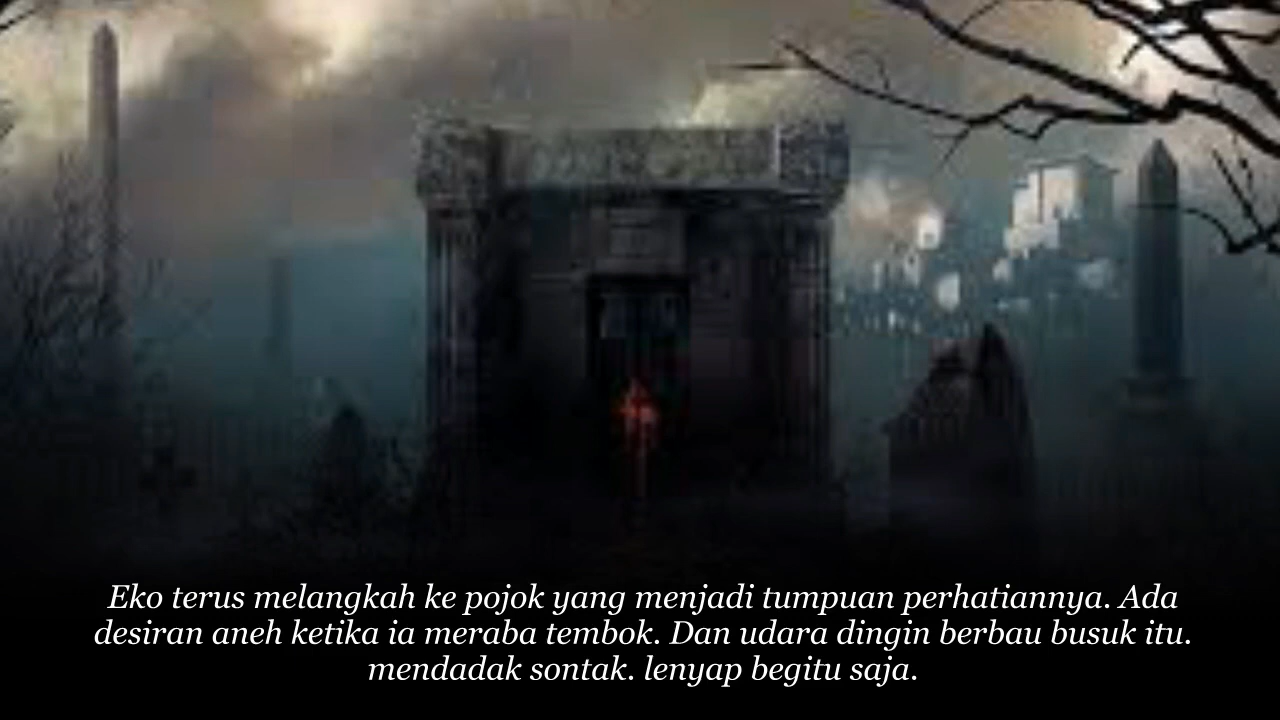 Eko terus melangkah ke pojok yang menjadi tumpuan perhatiannya. Ada
desiran aneh ketika ia meraba tembok. Dan udara dingin berbau busuk itu.
mendadak sontak. lenyap begitu saja.